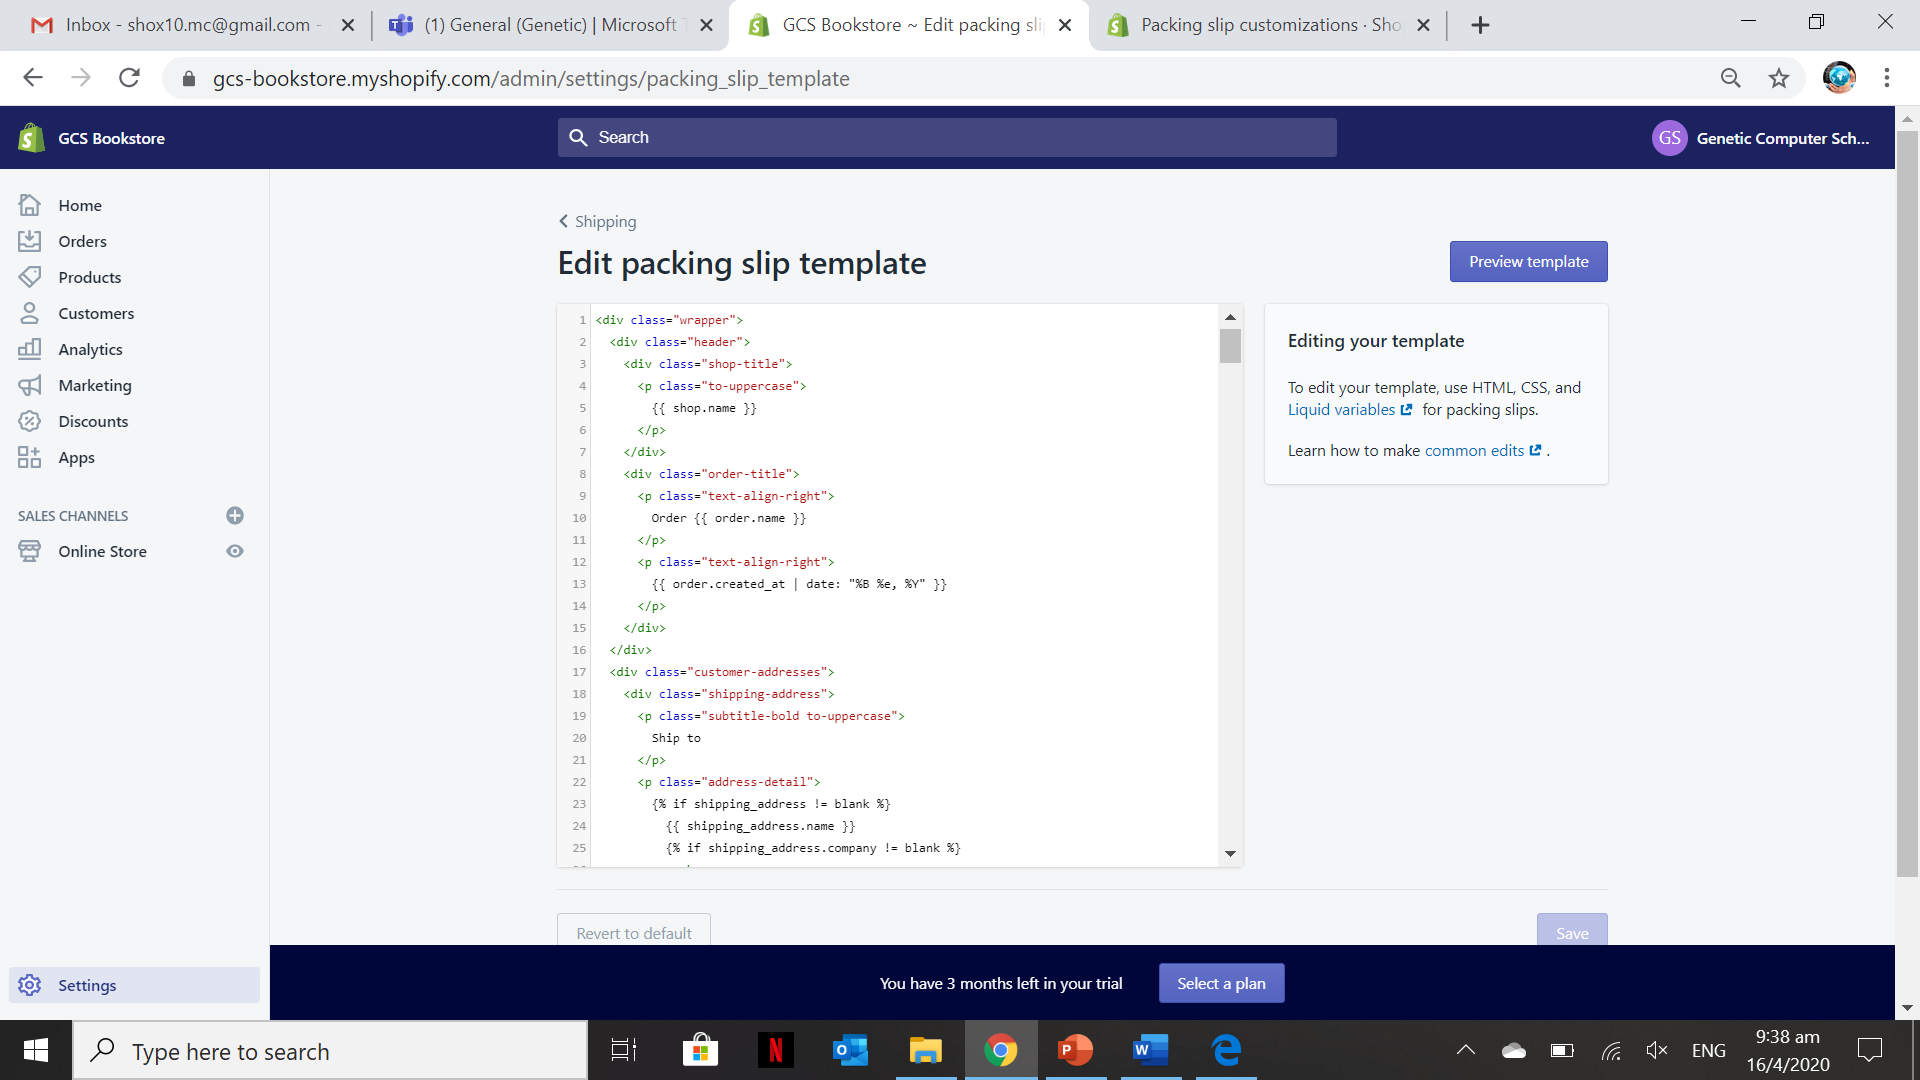 Inbox - shox10.mc@gmail.com -
(1) General (Genetic) | Microsoft T
GCS Bookstore ~ Edit packing slip
Packing slip customizations · Sho
gcs-bookstore.myshopify.com/admin/settings/packing_slip_template
GCS Bookstore
Search
GS
Genetic Computer Sch...
Home
Orders
Products
Customers
Analytics
Marketing
Discounts
Apps
SALES CHANNELS
Online Store
Settings
Shipping
Edit packing slip template
Preview template
1 <div class="wrapper">
2 <div class="header">
3 <div class="shop-title">
4 <p class="to-uppercase">
5 {{ shop.name }}
6 </p>
7 </div>
8 <div class="order-title">
9 <p class="text-align-right">
10 Order {{ order.name }}
11 </p>
12 <p class="text-align-right">
13 {{ order.created_at | date: "%B %e, %Y" }}
14 </p>
15 </div>
16 </div>
17 <div class="customer-addresses">
18 <div class="shipping-address">
19 <p class="subtitle-bold to-uppercase">
20 Ship to
21 </p>
22 <p class="address-detail">
23 {% if shipping_address != blank %}
24 {{ shipping_address.name }}
25 {% if shipping_address.company != blank %}
Editing your template
To edit your template, use HTML, CSS, and
Liquid variables for packing slips.
Learn how to make common edits .
Revert to default
Save
You have 3 months left in your trial
Select a plan
Type here to search
ENG
9:38 am
16/4/2020